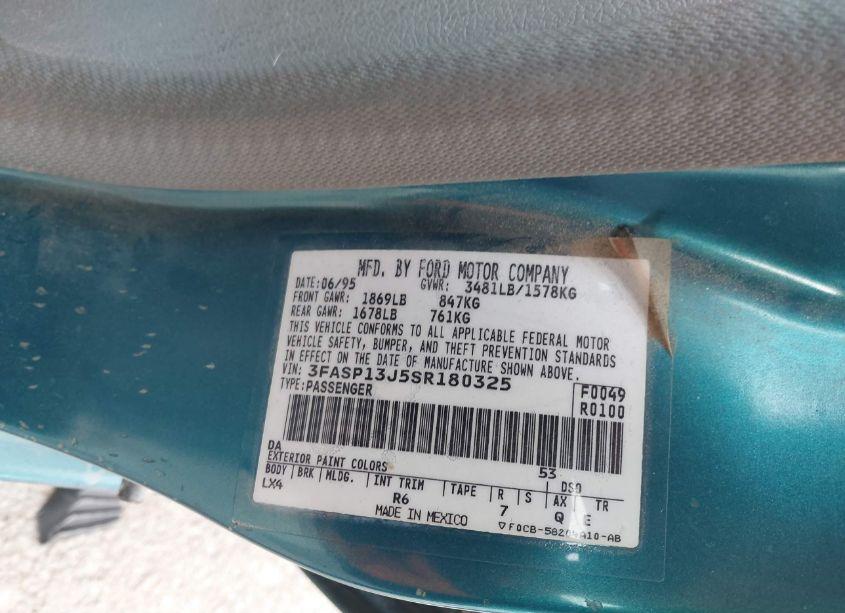 MFD. BY FORD MOTOR COMPANY
DATE: 06/95 GVWR: 3481LB/1578KG
FRONT GAWR: 1869LB 847KG
REAR GAWR: 1678LB 761KG
THIS VEHICLE CONFORMS TO ALL APPLICABLE FEDERAL MOTOR
VEHICLE SAFETY, BUMPER, AND THEFT PREVENTION STANDARDS
IN EFFECT ON THE DATE OF MANUFACTURE SHOWN ABOVE.
VIN: 3FASP13J5SR180325
TYPE: PASSENGER
F0049
R0100
DA
EXTERIOR PAINT COLORS 53 DSO
BODY BRK MLDG. INT TRIM TAPE R S AX TR
LX4 R6 7 Q E
MADE IN MEXICO